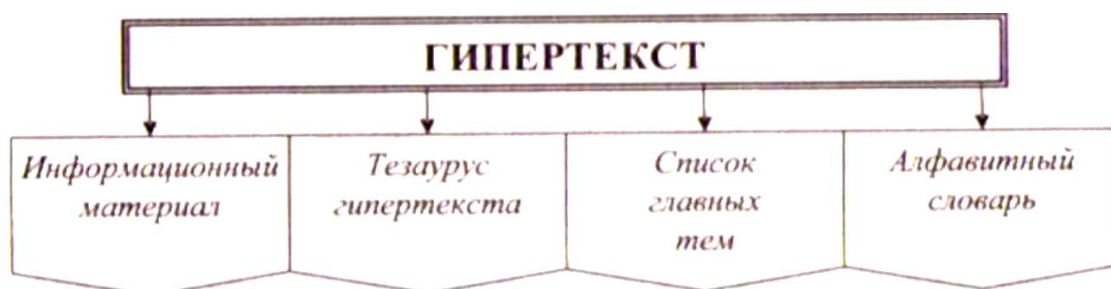 ГИПЕРТЕКСТ
Информационный
материал
Тезаурус
гипертекста
Список
главных
тем
Алфавитный
словарь